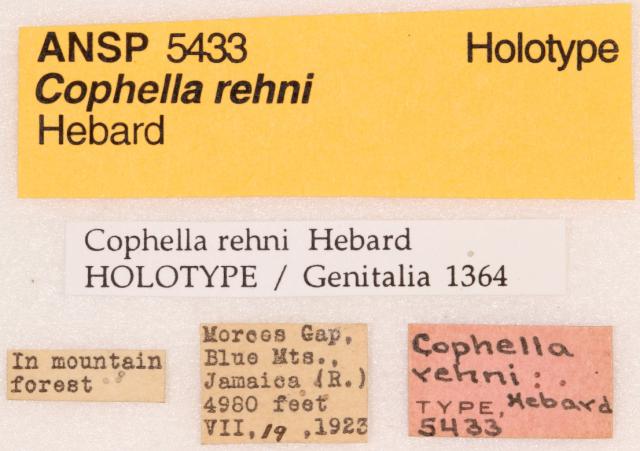 ANSP 5433 Holotype
Cophella rehni
Hebard
Cophella rehni Hebard
HOLOTYPE / Genitalia 1364
In mountain
forest
Morces Gap,
Blue Mts.,
Jamaica (R.)
4980 feet
VII, 19 ,1923
Cophella
rehni:.
TYPE, Hebard
5433